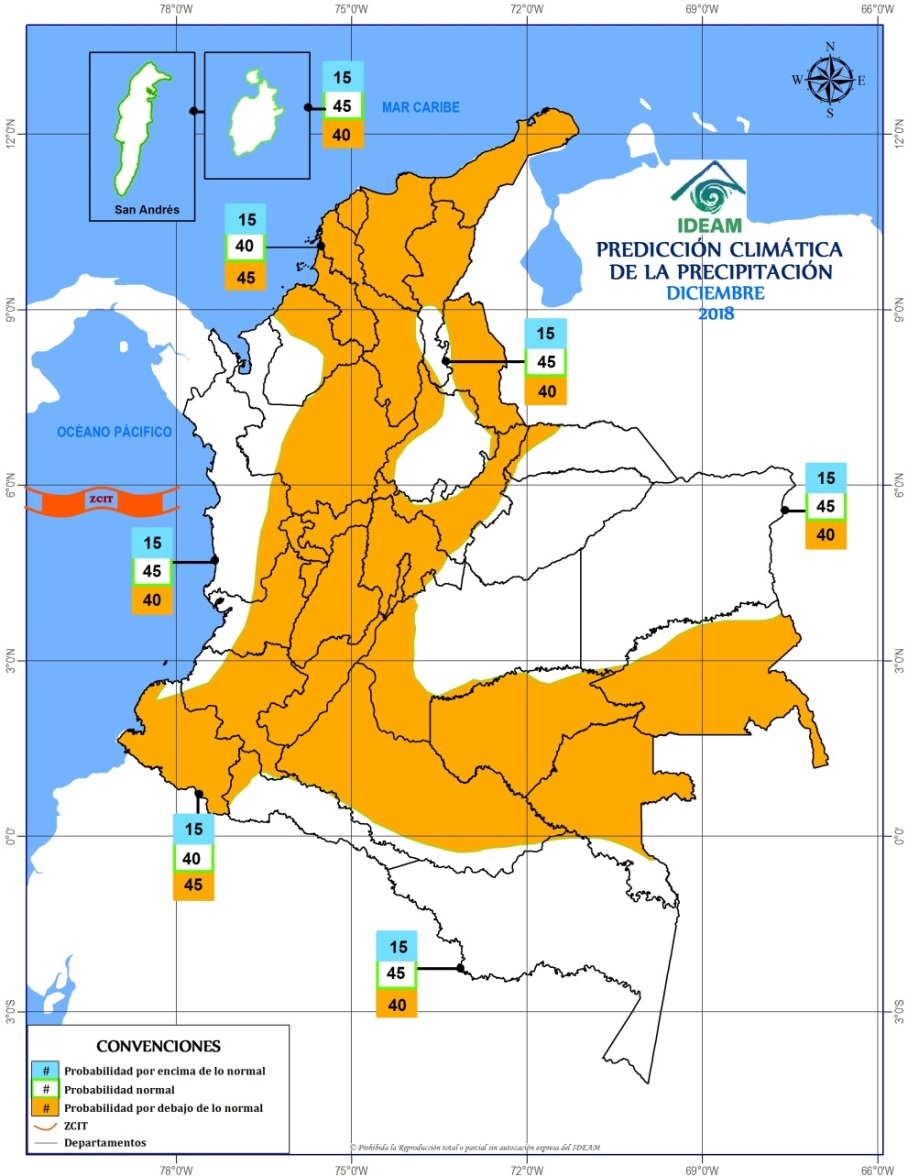 78°0'W 75°0'W 72°0'W 69°0'W 66°0'W
N
W E
S
15
45
40
MAR CARIBE
12°0'N 12°0'N
San Andrés
IDEAM
PREDICCIÓN CLIMÁTICA
DE LA PRECIPITACIÓN
DICIEMBRE
2018
15
40
45
9°0'N 9°0'N
15
45
40
OCÉANO PÁCIFICO
6°0'N 6°0'N
ZCIT
15
45
40
15
45
40
3°0'N 3°0'N
0°0' 0°0'
15
40
45
15
45
40
3°0'S 3°0'S
CONVENCIONES
# Probabilidad por encima de lo normal
# Probabilidad normal
# Probabilidad por debajo de lo normal
ZCIT
Departamentos
© Prohibida la Reproducción total o parcial sin autozación expresa del IDEAM
78°0'W 75°0'W 72°0'W 69°0'W 66°0'W